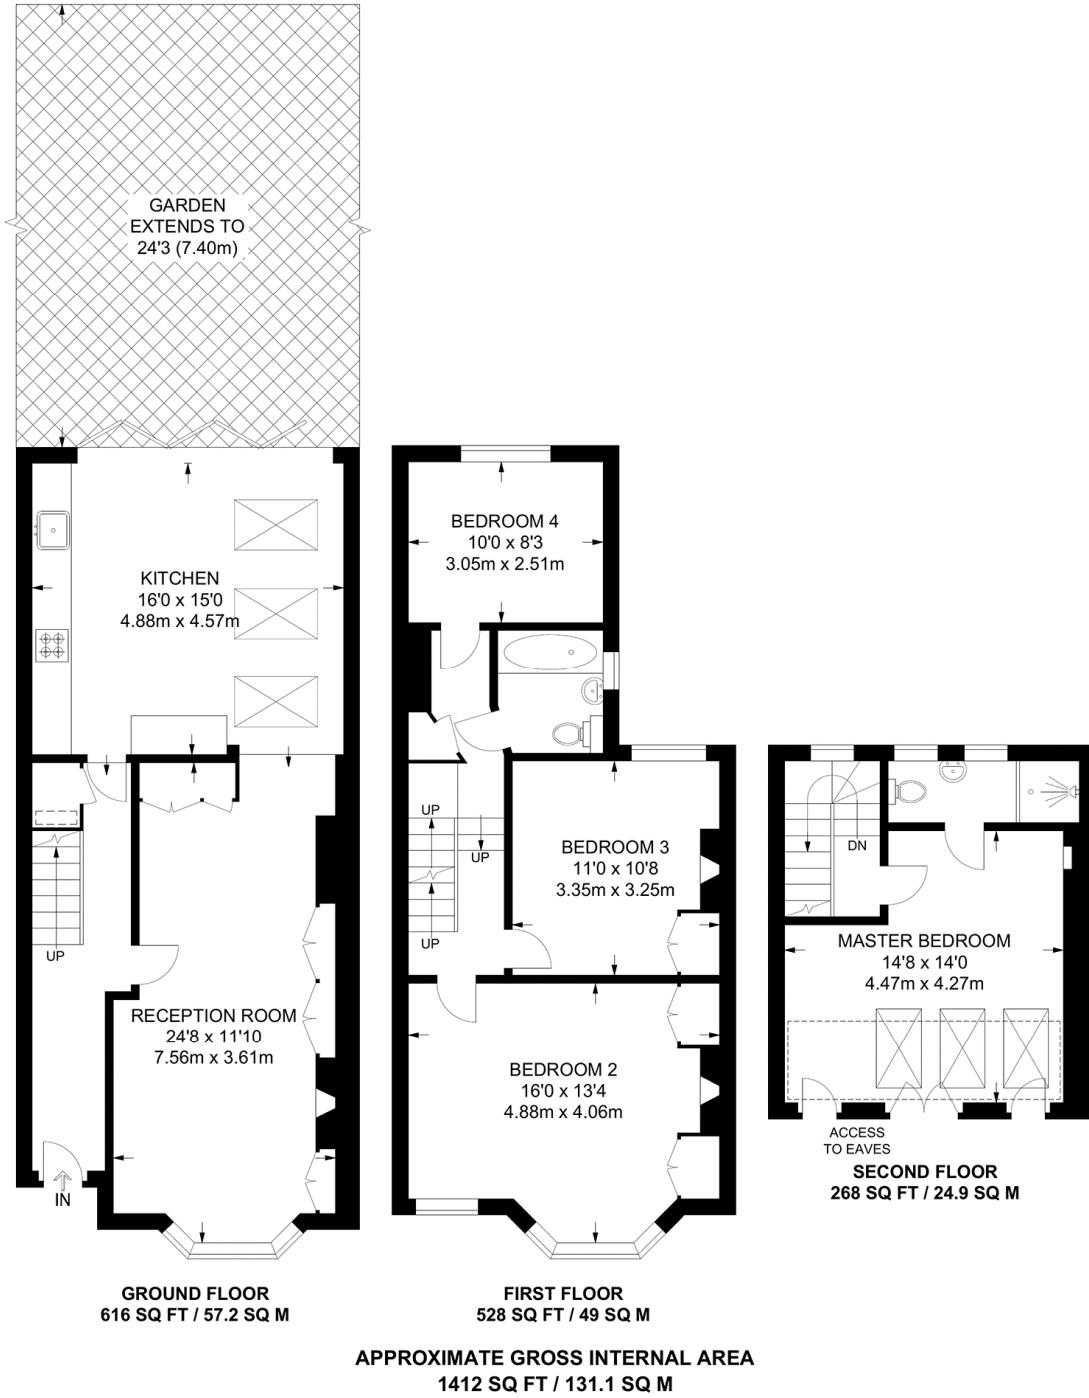 GARDEN
EXTENDS TO
24'3 (7.40m)
KITCHEN
16'0 x 15'0
4.88m x 4.57m
UP
RECEPTION ROOM
24'8 x 11'10
7.56m x 3.61m
IN
GROUND FLOOR
616 SQ FT / 57.2 SQ M
BEDROOM 4
10'0 x 8'3
3.05m x 2.51m
UP
UP
UP
BEDROOM 3
11'0 x 10'8
3.35m x 3.25m
BEDROOM 2
16'0 x 13'4
4.88m x 4.06m
FIRST FLOOR
528 SQ FT / 49 SQ M
DN
MASTER BEDROOM
14'8 x 14'0
4.47m x 4.27m
ACCESS
TO EAVES
SECOND FLOOR
268 SQ FT / 24.9 SQ M
APPROXIMATE GROSS INTERNAL AREA
1412 SQ FT / 131.1 SQ M